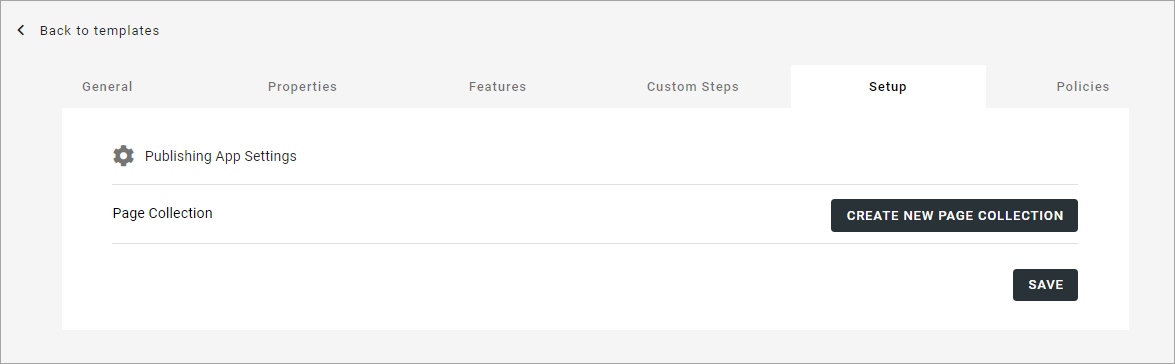 Back to templates
General Properties Features Custom Steps Setup Policies
Publishing App Settings
Page Collection CREATE NEW PAGE COLLECTION
SAVE